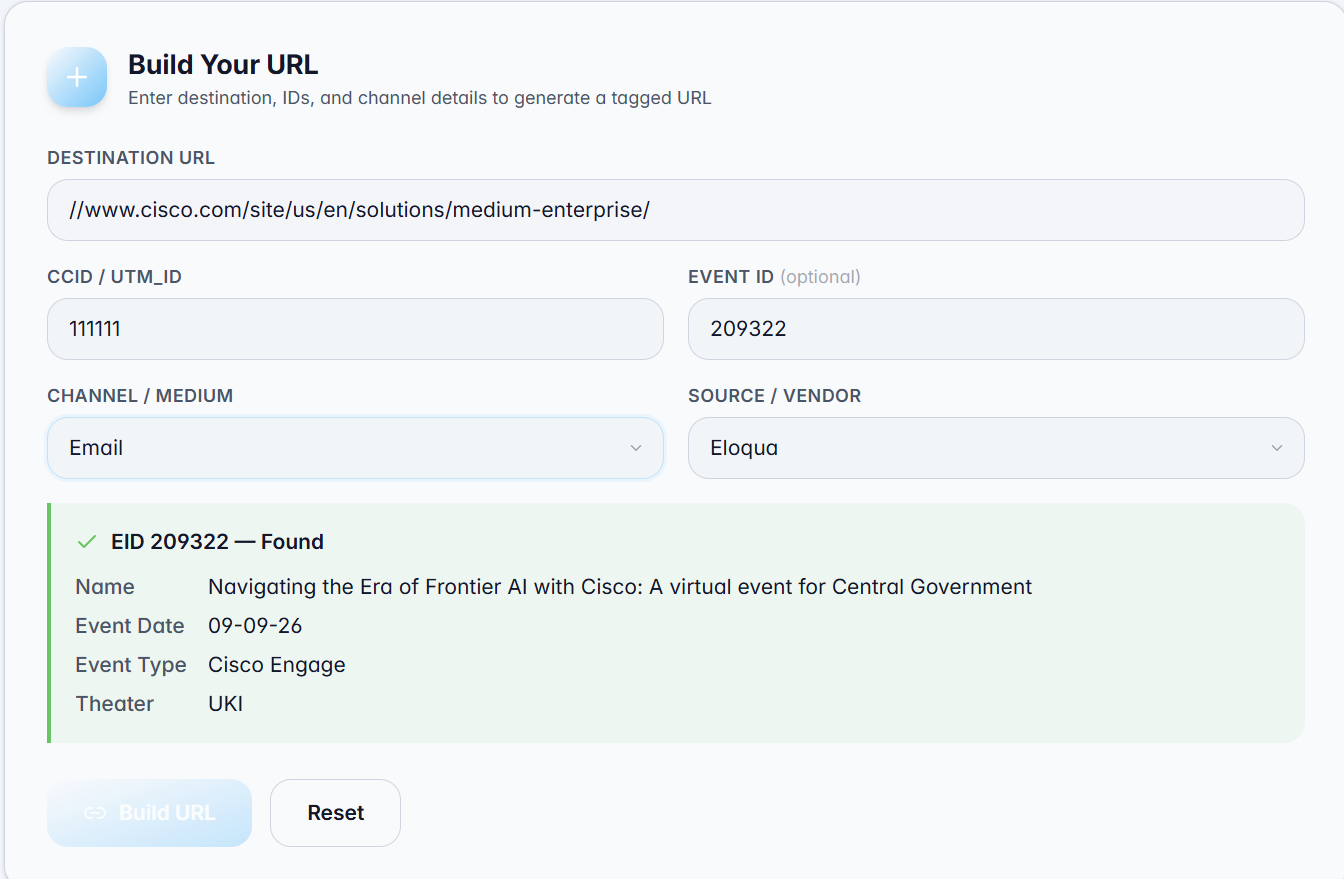 Build Your URL
Enter destination, IDs, and channel details to generate a tagged URL
DESTINATION URL
//www.cisco.com/site/us/en/solutions/medium-enterprise/
CCID / UTM_ID
EVENT ID (optional)
111111
209322
CHANNEL / MEDIUM
SOURCE / VENDOR
Email
Eloqua
EID 209322 — Found
Name Navigating the Era of Frontier AI with Cisco: A virtual event for Central Government
Event Date 09-09-26
Event Type Cisco Engage
Theater UKI
Build URL
Reset